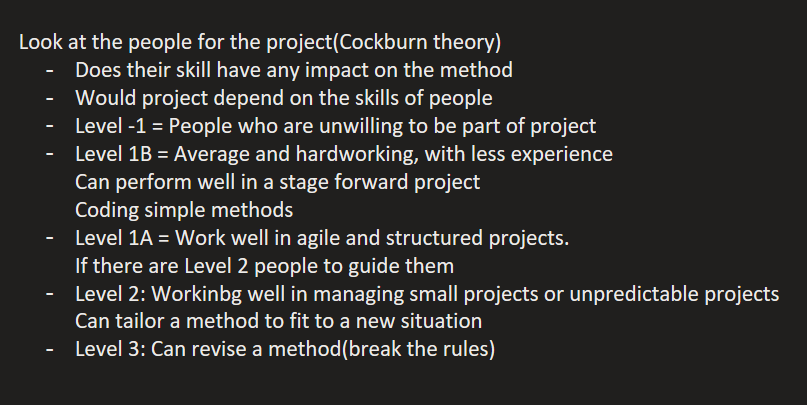 Look at the people for the project(Cockburn theory)
- Does their skill have any impact on the method
- Would project depend on the skills of people
- Level -1 = People who are unwilling to be part of project
- Level 1B = Average and hardworking, with less experience
Can perform well in a stage forward project
Coding simple methods
- Level 1A = Work well in agile and structured projects.
If there are Level 2 people to guide them
- Level 2: Workinbg well in managing small projects or unpredictable projects
Can tailor a method to fit to a new situation
- Level 3: Can revise a method(break the rules)